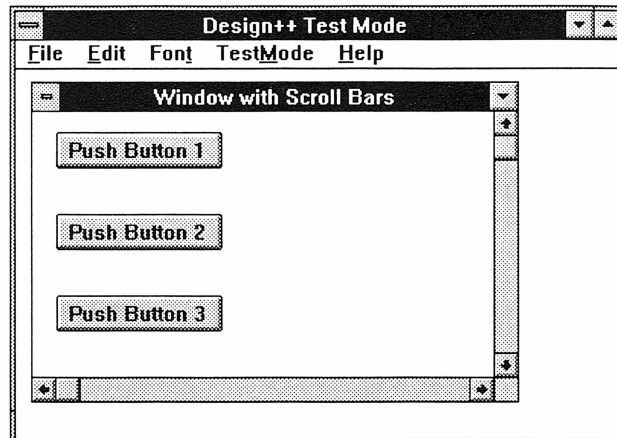 Design++ Test Mode
File Edit Font TestMode Help
Window with Scroll Bars
Push Button 1
Push Button 2
Push Button 3